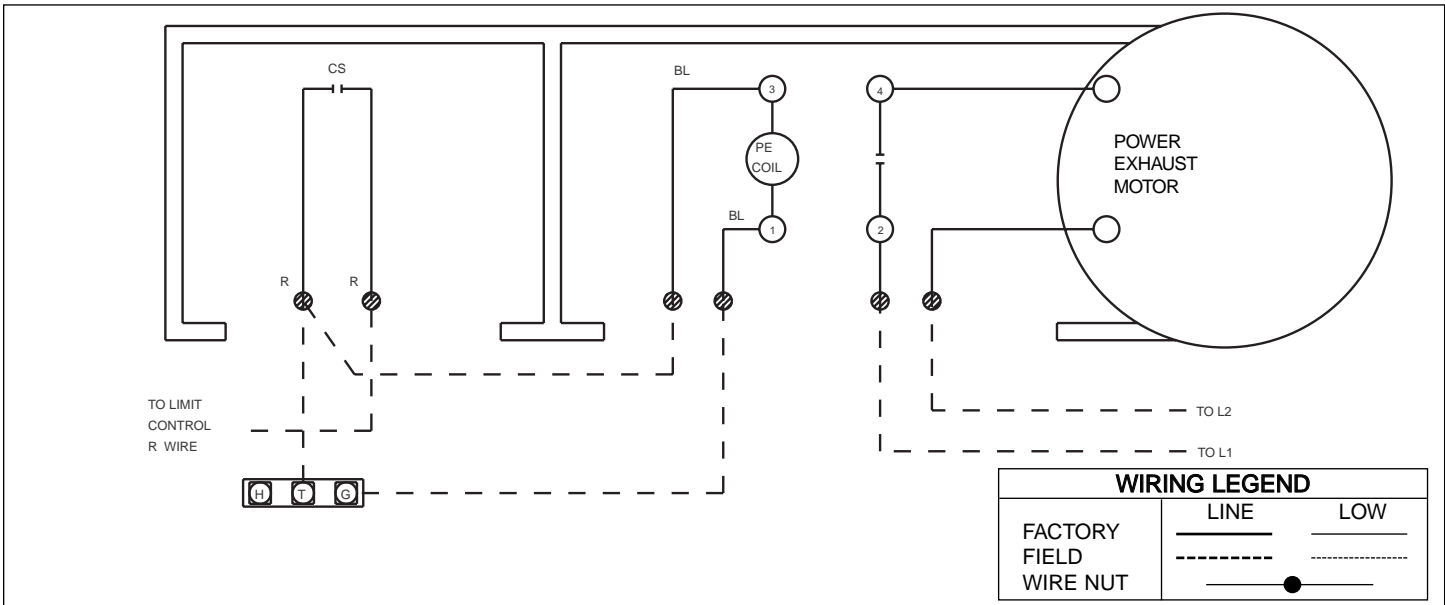 CS
BL
3
4
PE
COIL
POWER
EXHAUST
MOTOR
BL
1
2
R
R
TO LIMIT
CONTROL
R WIRE
TO L2
TO L1
H
T
G
WIRING LEGEND
LINE LOW
FACTORY
FIELD
WIRE NUT